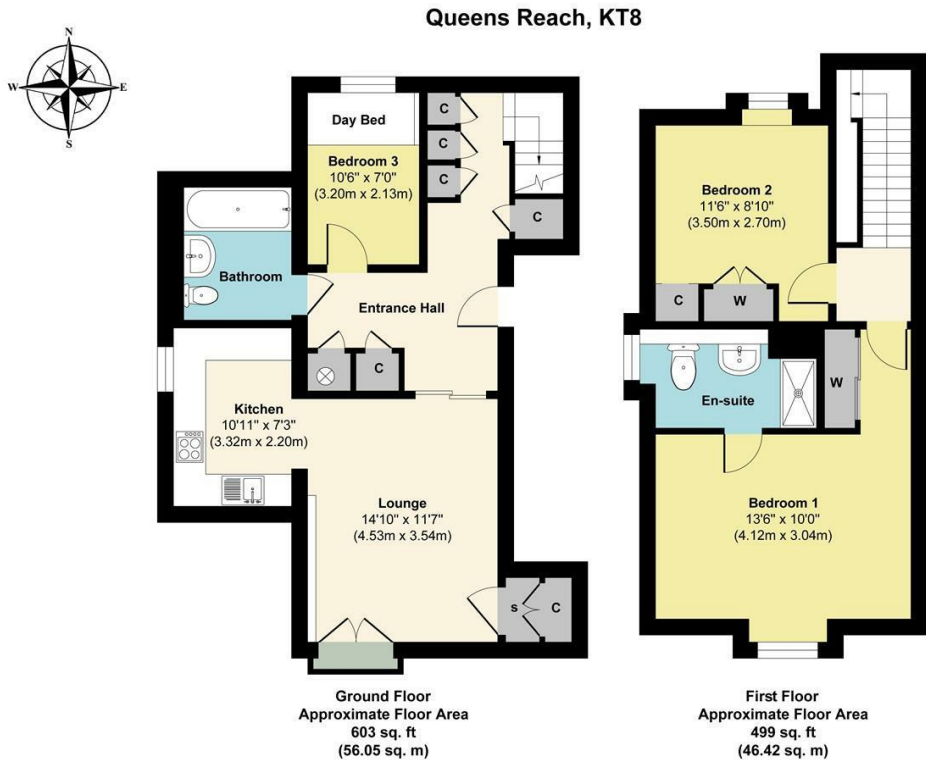 Queens Reach, KT8
N
W
E
S
Day Bed
Bedroom 3
10'6" x 7'0"
(3.20m x 2.13m)
C
C
C
C
Bathroom
Entrance Hall
C
Kitchen
10'11" x 7'3"
(3.32m x 2.20m)
Lounge
14'10" x 11'7"
(4.53m x 3.54m)
s
C
Ground Floor
Approximate Floor Area
603 sq. ft
(56.05 sq. m)
Bedroom 2
11'6" x 8'10"
(3.50m x 2.70m)
C
W
En-suite
W
Bedroom 1
13'6" x 10'0"
(4.12m x 3.04m)
First Floor
Approximate Floor Area
499 sq. ft
(46.42 sq. m)